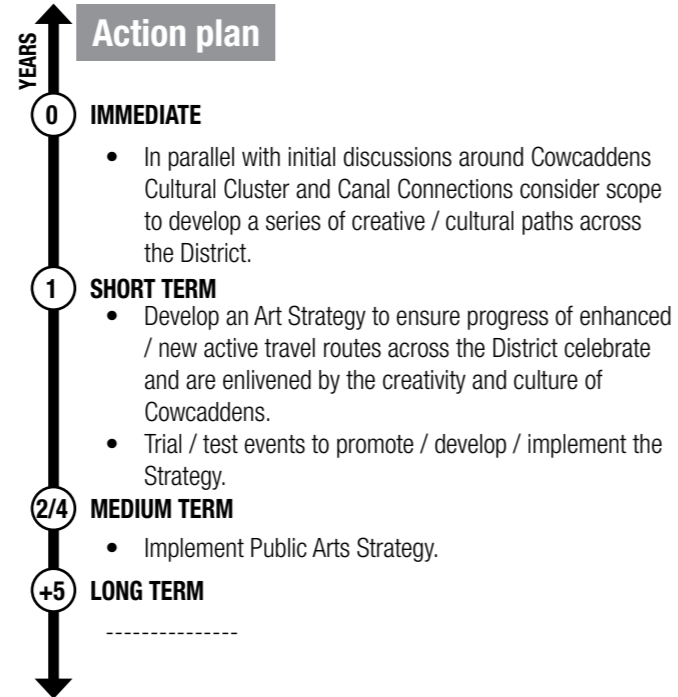 YEARS
Action plan
0
IMMEDIATE
• In parallel with initial discussions around Cowcaddens
Cultural Cluster and Canal Connections consider scope
to develop a series of creative / cultural paths across
the District.
1
SHORT TERM
• Develop an Art Strategy to ensure progress of enhanced
/ new active travel routes across the District celebrate
and are enlivened by the creativity and culture of
Cowcaddens.
• Trial / test events to promote / develop / implement the
Strategy.
2/4
MEDIUM TERM
• Implement Public Arts Strategy.
+5
LONG TERM
---------------